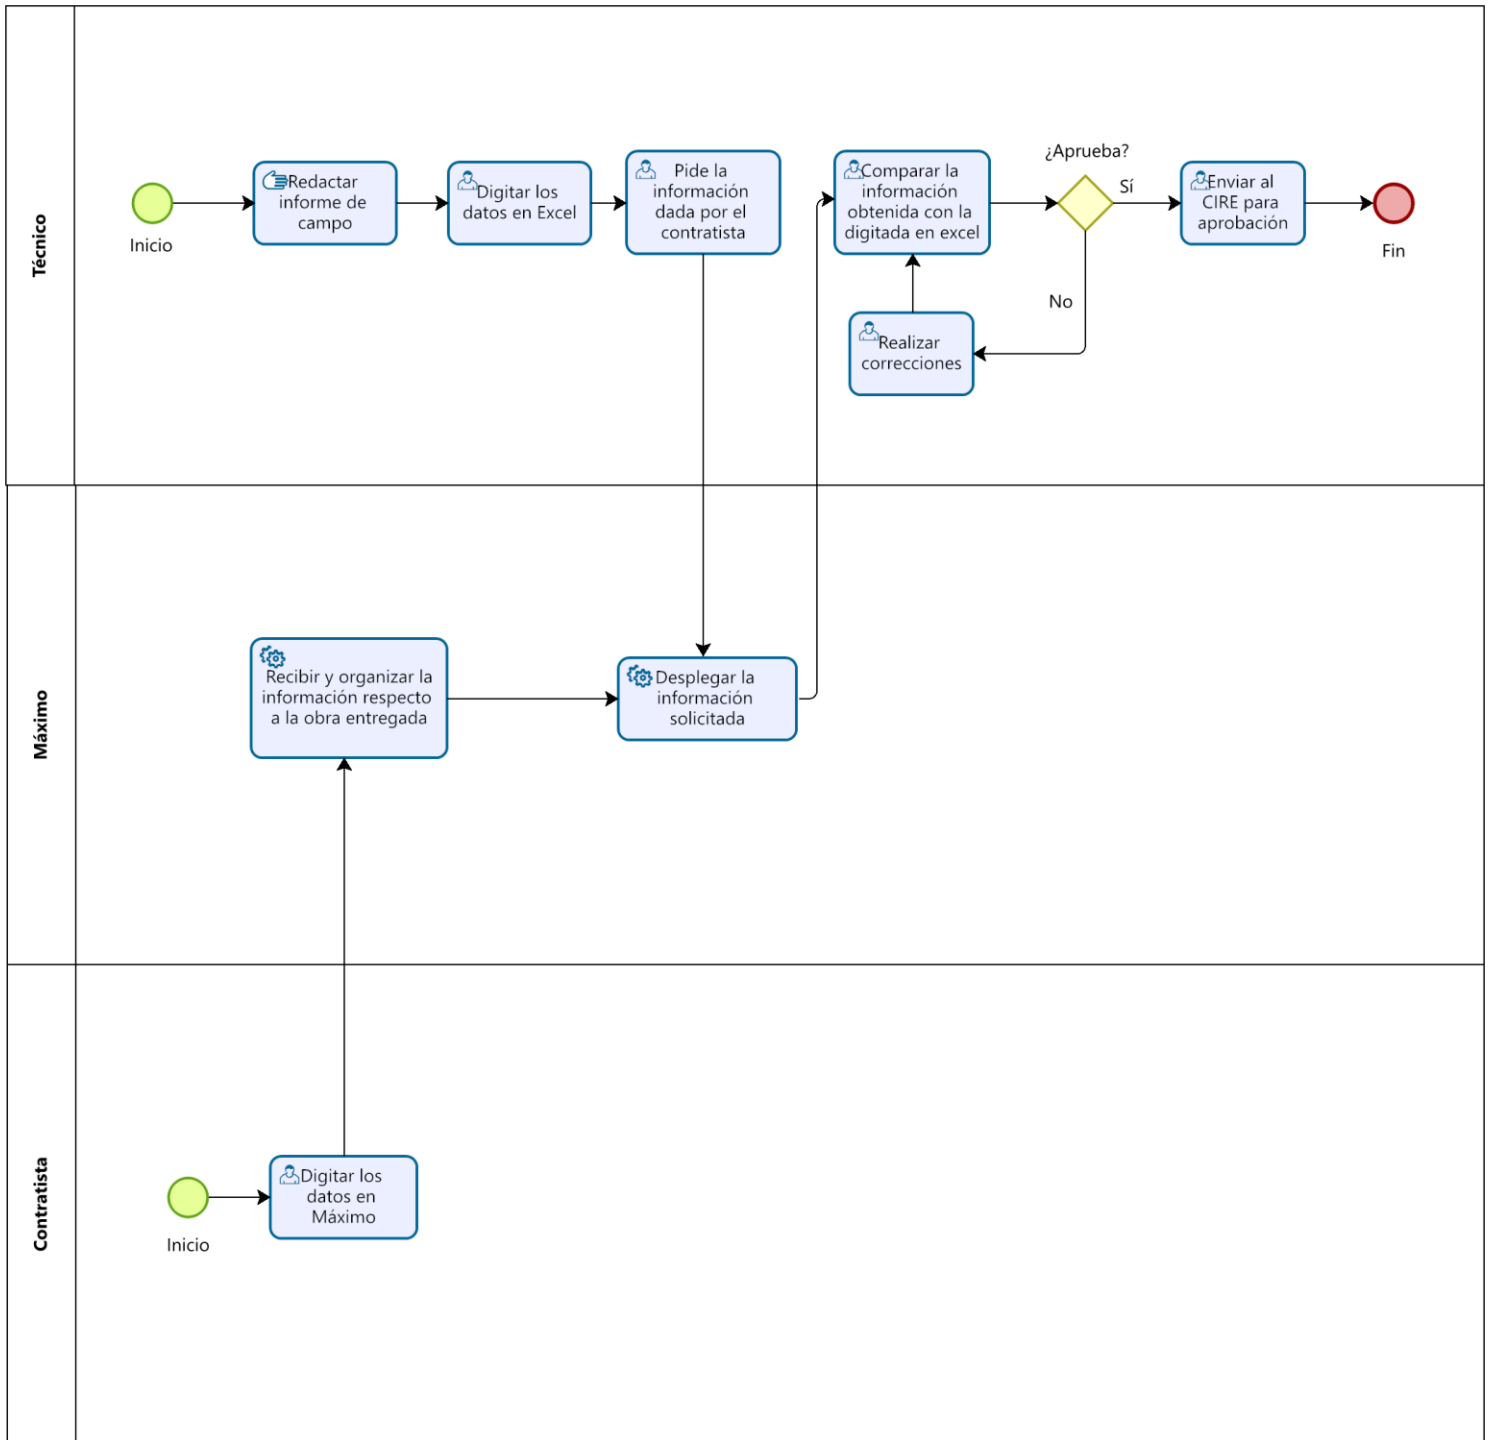 Técnico
Inicio
Redactar
informe de
campo
Digitar los
datos en Excel
Pide la
información
dada por el
contratista
Comparar la
información
obtenida con la
digitada en excel
¿Aprueba?
Sí
No
Enviar al
CIRE para
aprobación
Fin
Realizar
correcciones
Máximo
Recibir y organizar la
información respecto
a la obra entregada
Desplegar la
información
solicitada
Contratista
Inicio
Digitar los
datos en
Máximo